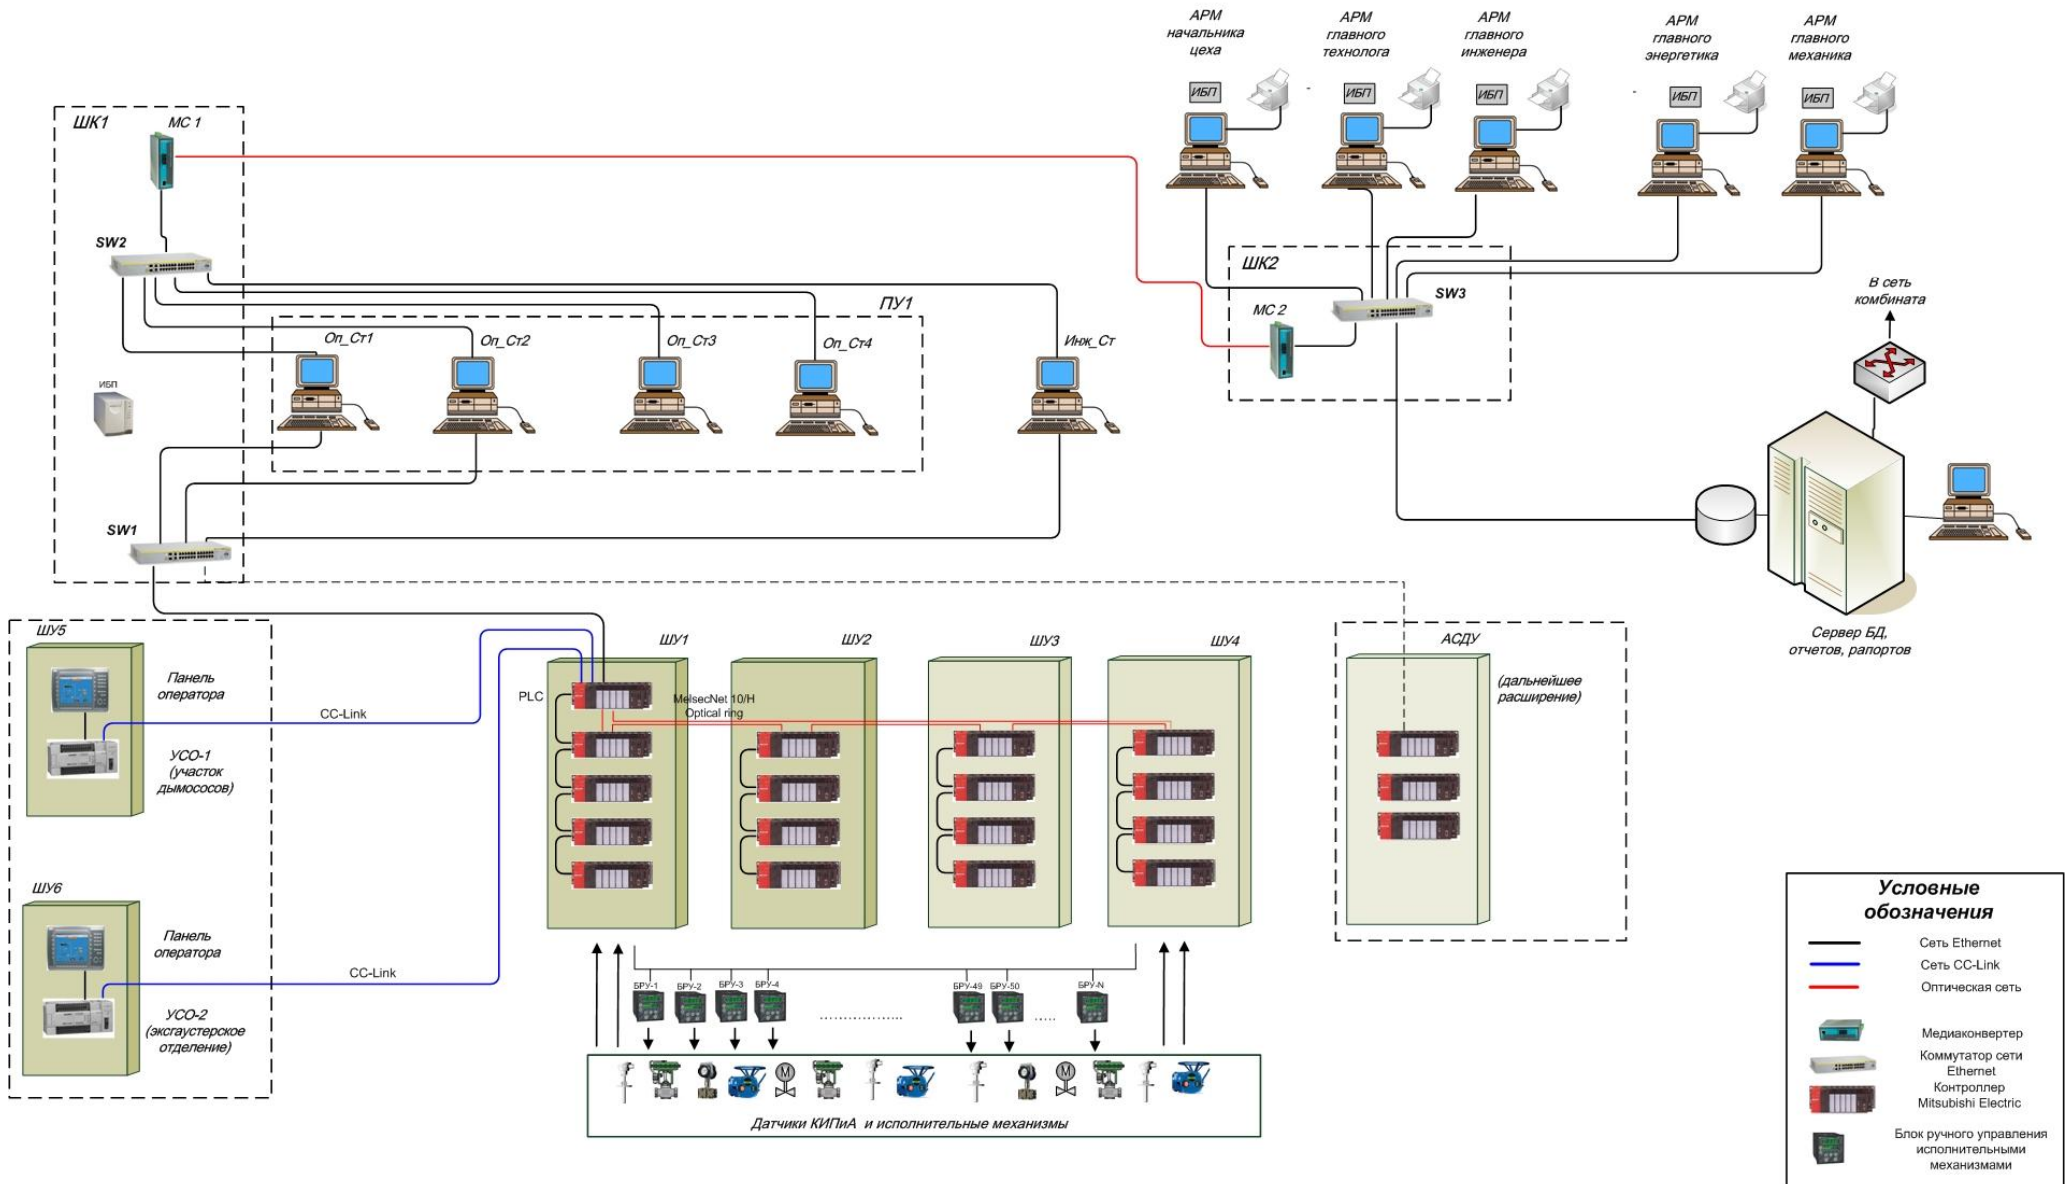 АРМ
начальника
цеха
АРМ
главного
технолога
АРМ
главного
инженера
АРМ
главного
энергетика
АРМ
главного
механика
ИБП
ИБП
ИБП
ИБП
ИБП
ШК1
МС 1
SW2
ПУ1
Оп_Ст1
Оп_Ст2
Оп_Ст3
Оп_Ст4
Инж_Ст
ИБП
SW1
ШК2
МС 2
SW3
В сеть
комбината
Сервер БД,
отчетов, рапортов
ШУ5
Панель
оператора
CC-Link
УСО-1
(участок
дымососов)
ШУ6
Панель
оператора
CC-Link
УСО-2
(эксгаустерское
отделение)
ШУ1
ШУ2
ШУ3
ШУ4
PLC
MelsecNet 10/H
Optical ring
АСДУ
(дальнейшее
расширение)
БРУ-1
БРУ-2
БРУ-3
БРУ-4
БРУ-49
БРУ-50
БРУ-N
.................
.....
M
M
Датчики КИПиА и исполнительные механизмы
Условные
обозначения
Сеть Ethernet
Сеть CC-Link
Оптическая сеть
Медиаконвертер
Коммутатор сети
Ethernet
Контроллер
Mitsubishi Electric
Блок ручного управления
исполнительными
механизмами